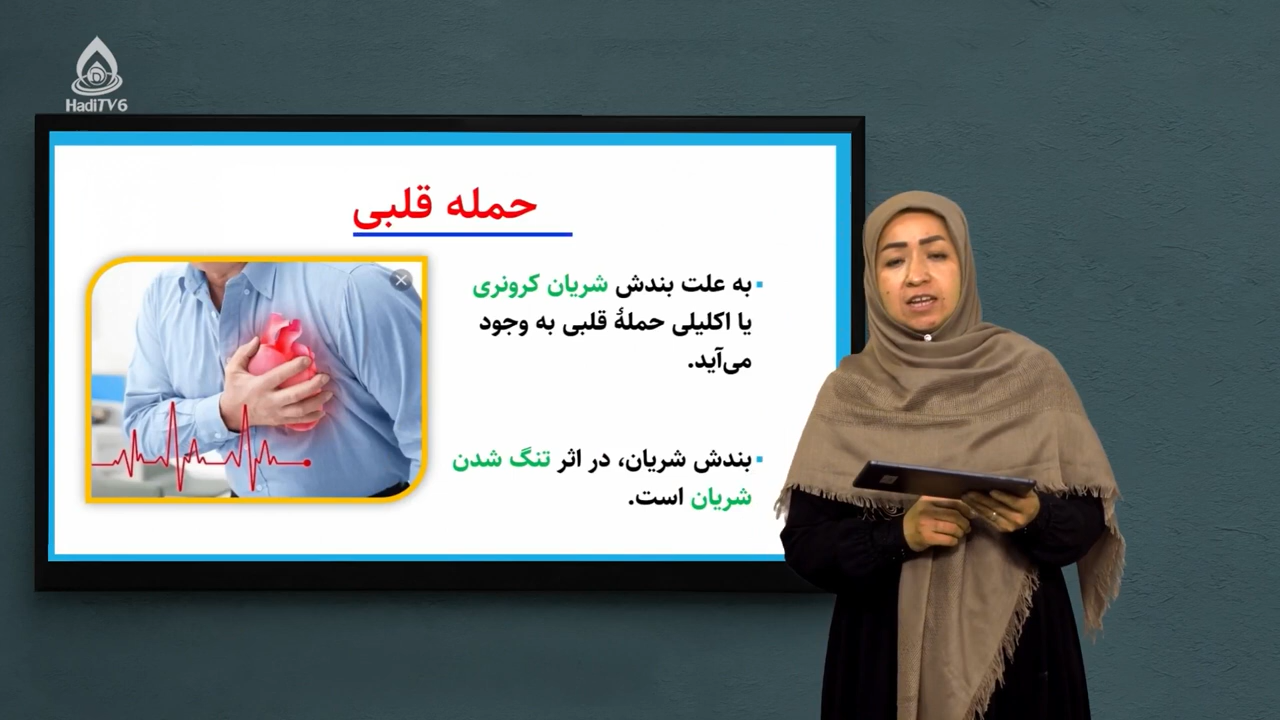 HadiTV6
حمله قلبی
▪به علت بندش شریان کرونری
یا اکلیلی حملهٔ قلبی به وجود
می‌آید.
▪بندش شریان، در اثر تنگ شدن
شریان است.